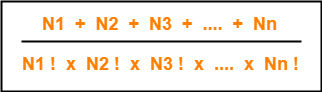 N1 + N2 + N3 + .... + Nn
N1 ! x N2 ! x N3 ! x .... x Nn !